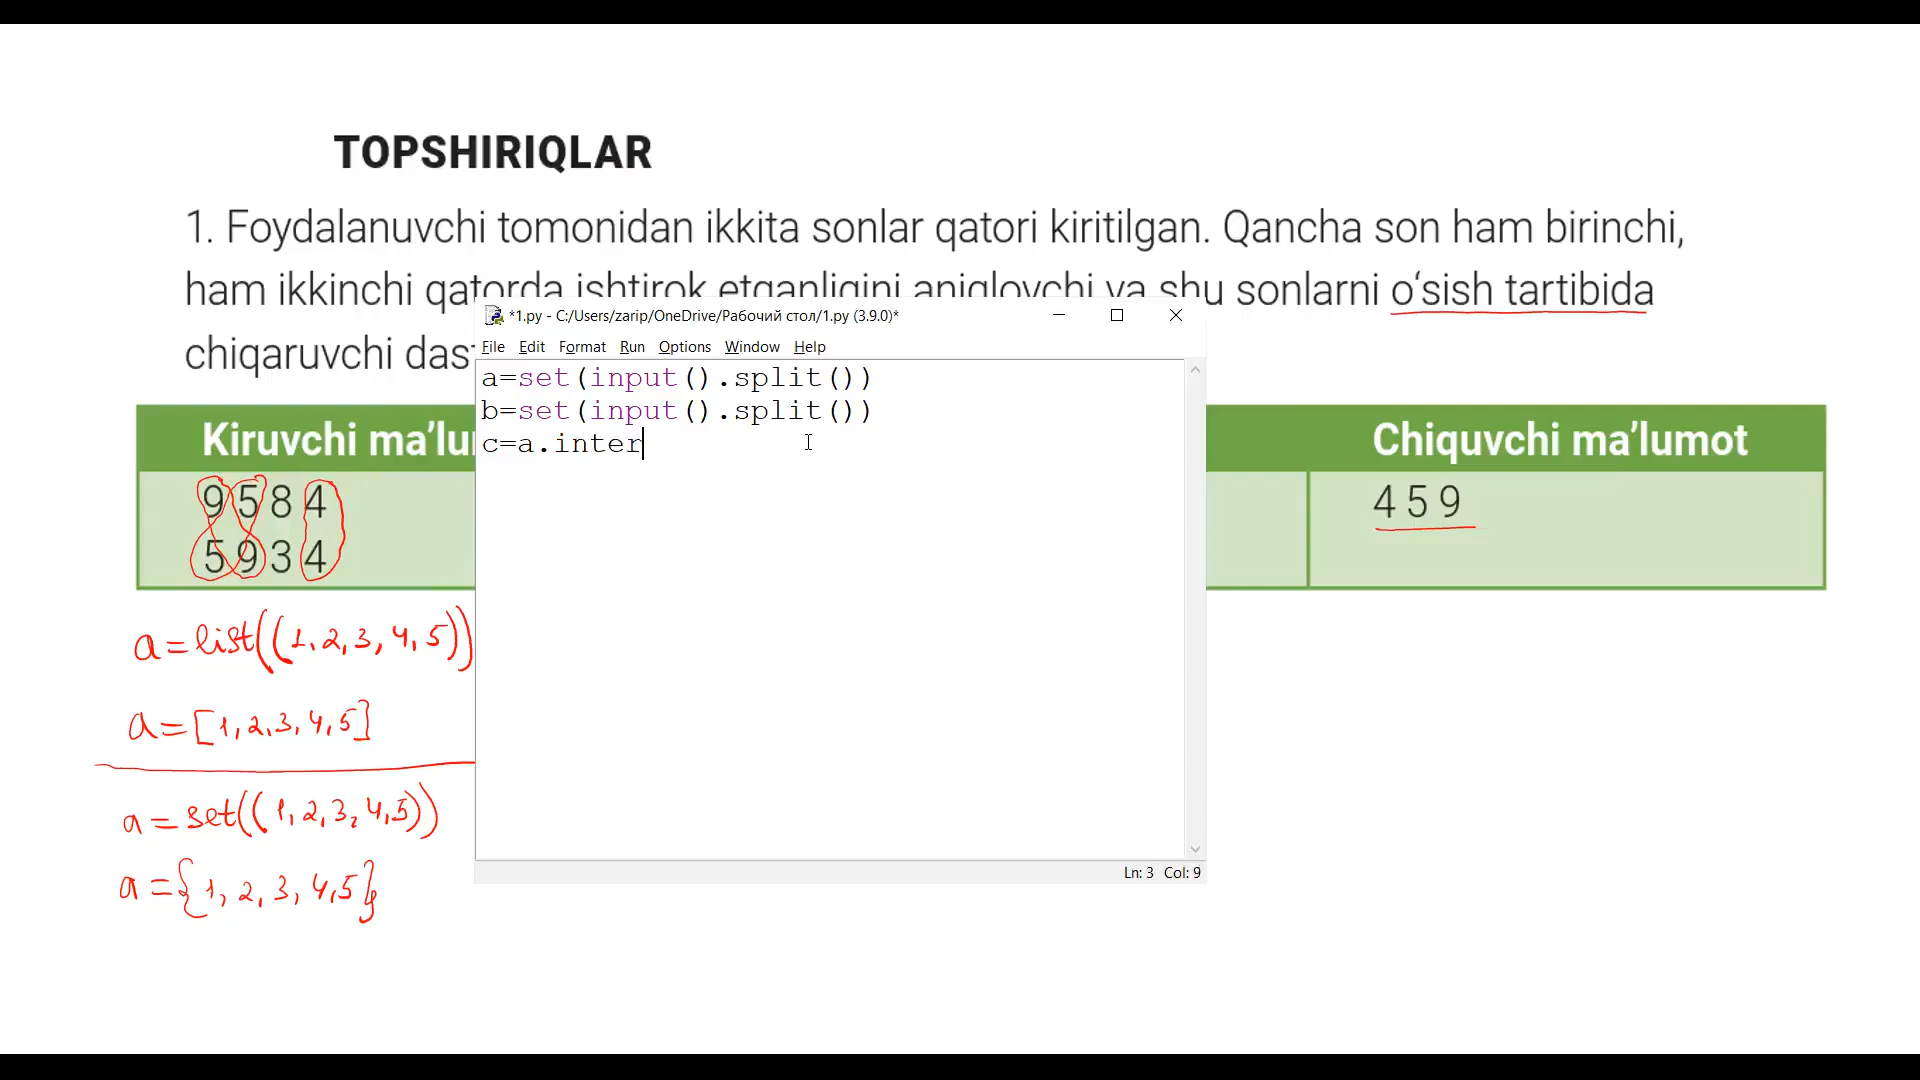 TOPSHIRIQLAR
1. Foydalanuvchi tomonidan ikkita sonlar qatori kiritilgan. Qancha son ham birinchi,
ham ikkinchi qatorda ishtirok etganligini aniqlovchi va shu sonlarni o‘sish tartibida
chiqaruvchi das
*1.py - C:/Users/zarip/OneDrive/Рабочий стол/1.py (3.9.0)*
File Edit Format Run Options Window Help
a=set(input().split())
b=set(input().split())
c=a.inter
Ln: 3 Col: 9
Kiruvchi ma’lu
Chiquvchi ma’lumot
9 5 8 4
5 9 3 4
4 5 9
a=list((1,2,3,4,5))
a=[1,2,3,4,5]
a=set((1,2,3,4,5))
a={1,2,3,4,5}